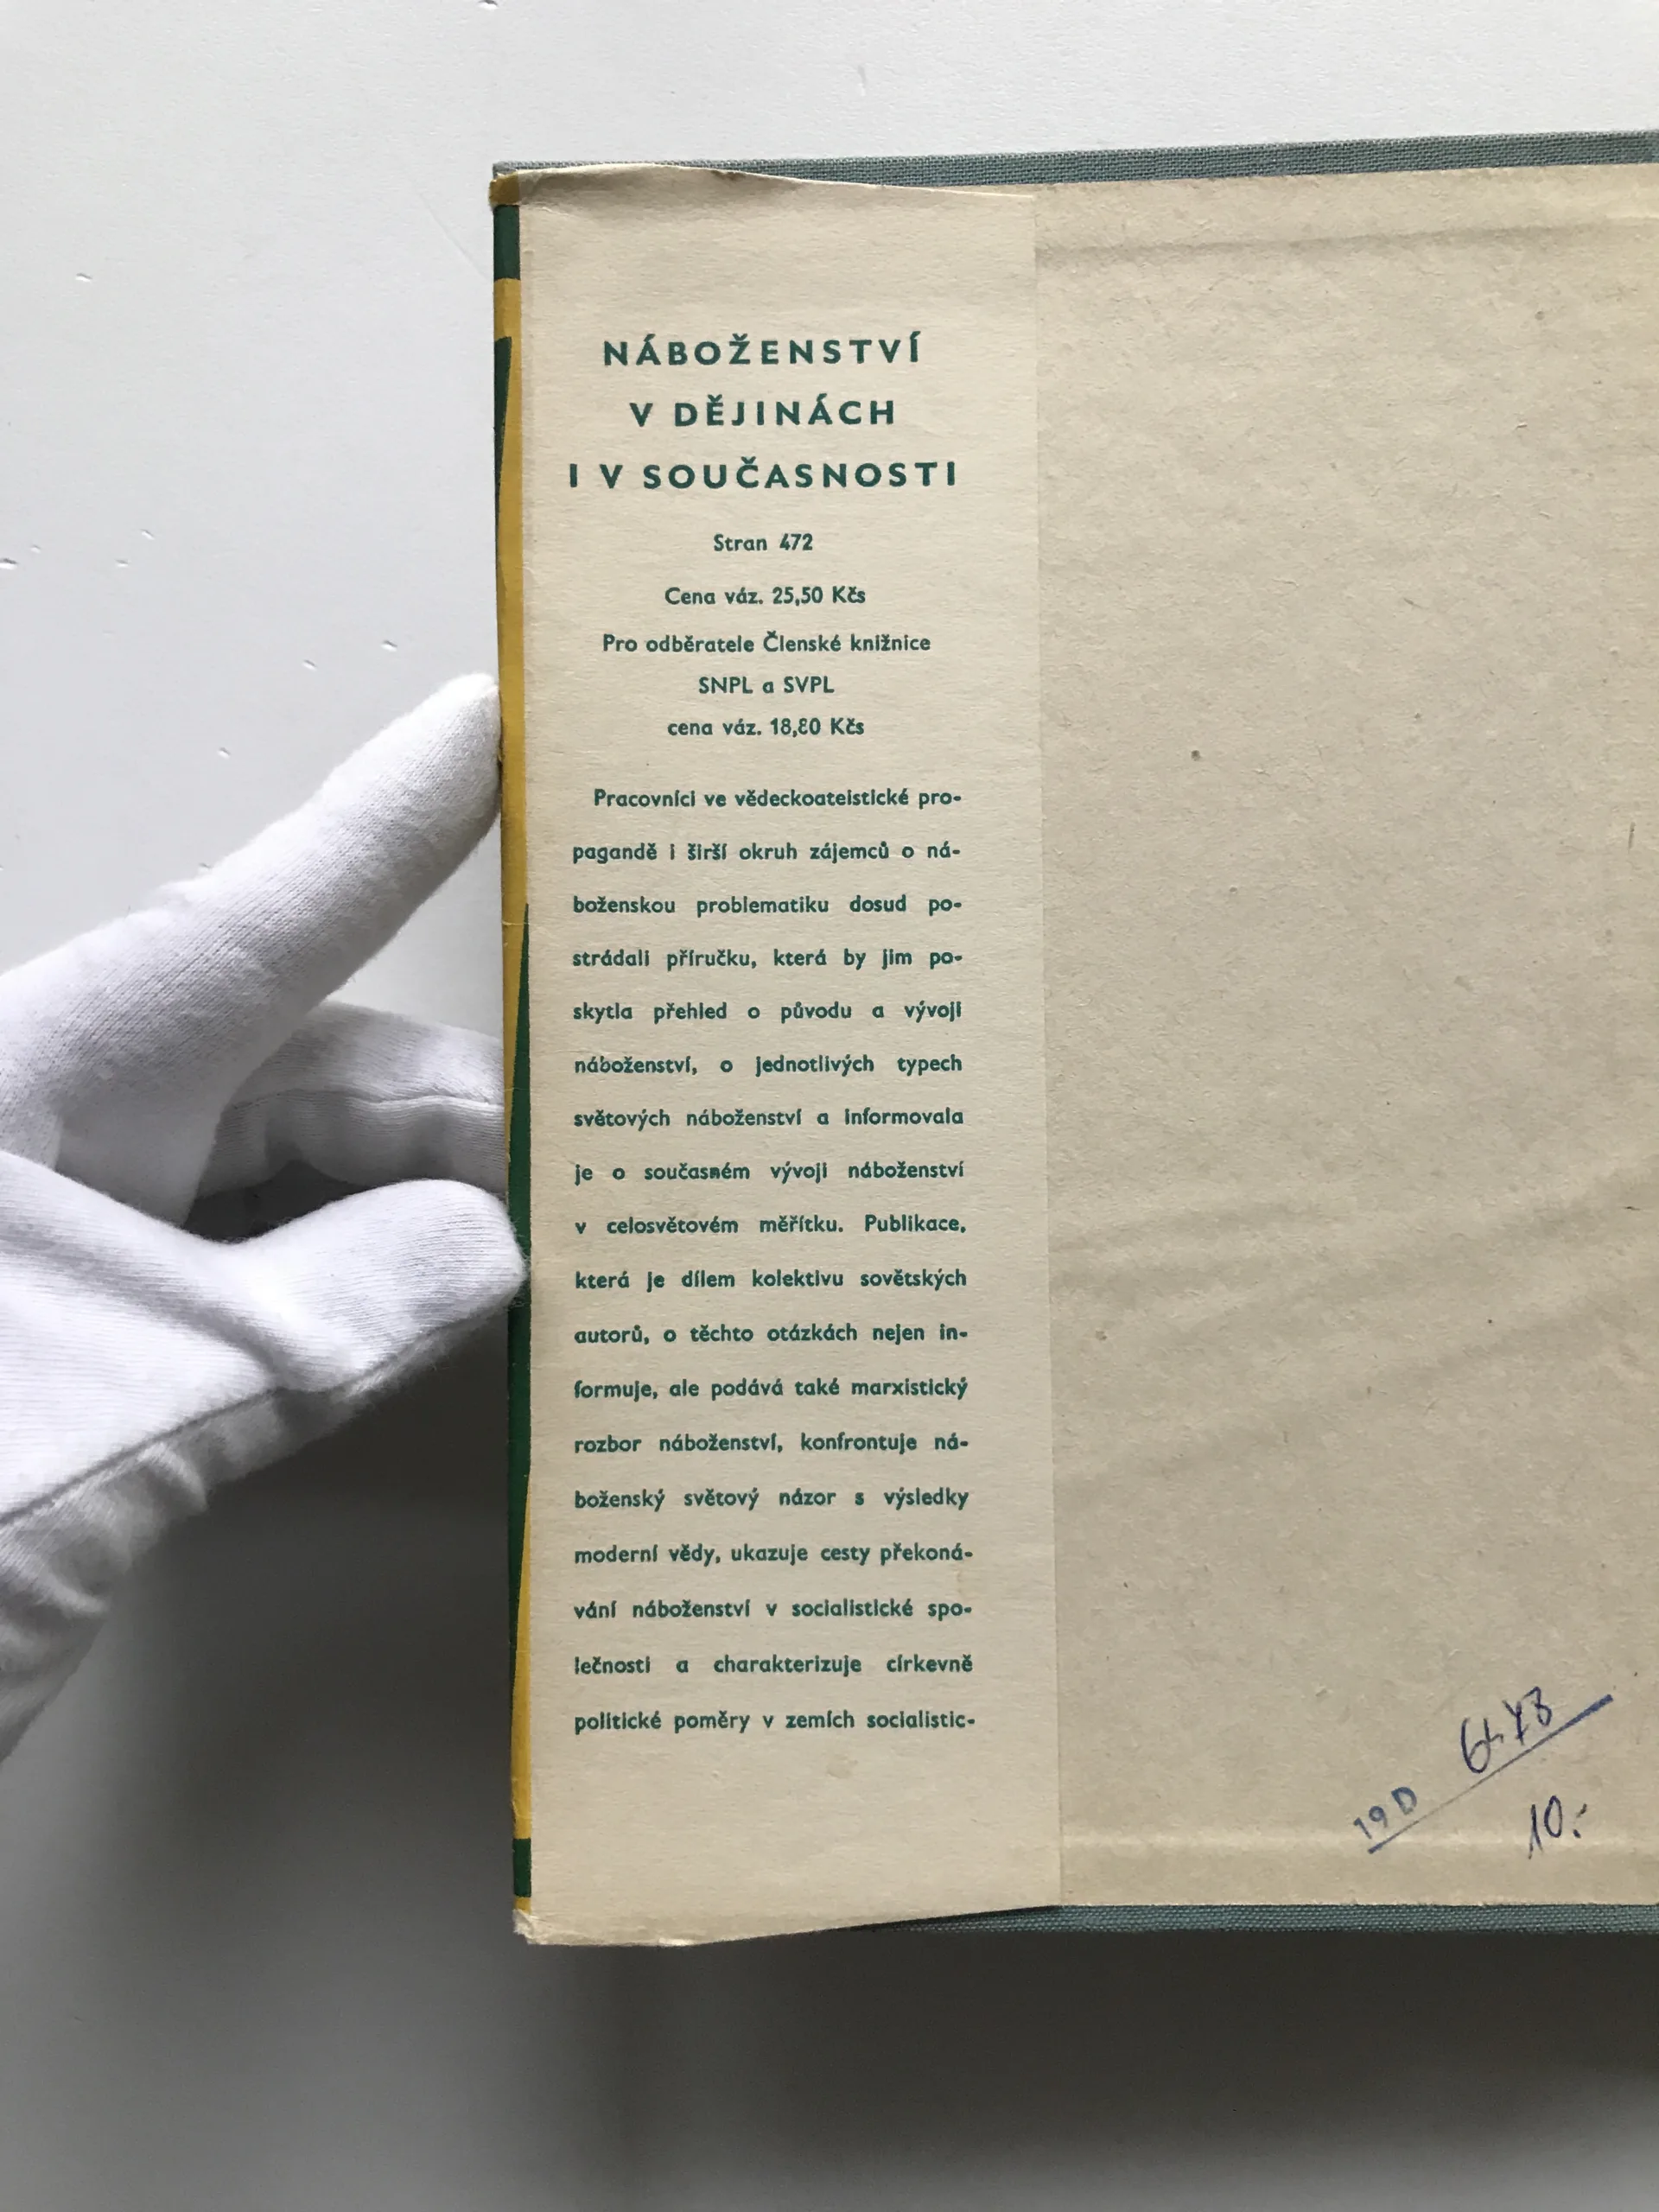 NÁBOŽENSTVÍ
V DĚJINÁCH
I V SOUČASNOSTI
Stran 472
Cena váz. 25,50 Kčs
Pro odběratele Členské knižnice
SNPL a SVPL
cena váz. 18,80 Kčs
Pracovníci ve vědeckoateistické pro-
pagandě i širší okruh zájemců o ná-
boženskou problematiku dosud po-
strádali příručku, která by jim po-
skytla přehled o původu a vývoji
náboženství, o jednotlivých typech
světových náboženství a informovala
je o současném vývoji náboženství
v celosvětovém měřítku. Publikace,
která je dílem kolektivu sovětských
autorů, o těchto otázkách nejen in-
formuje, ale podává také marxistický
rozbor náboženství, konfrontuje ná-
boženský světový názor s výsledky
moderní vědy, ukazuje cesty překoná-
vání náboženství v socialistické spo-
lečnosti a charakterizuje církevně
politické poměry v zemích socialistic-
19 D
10.-